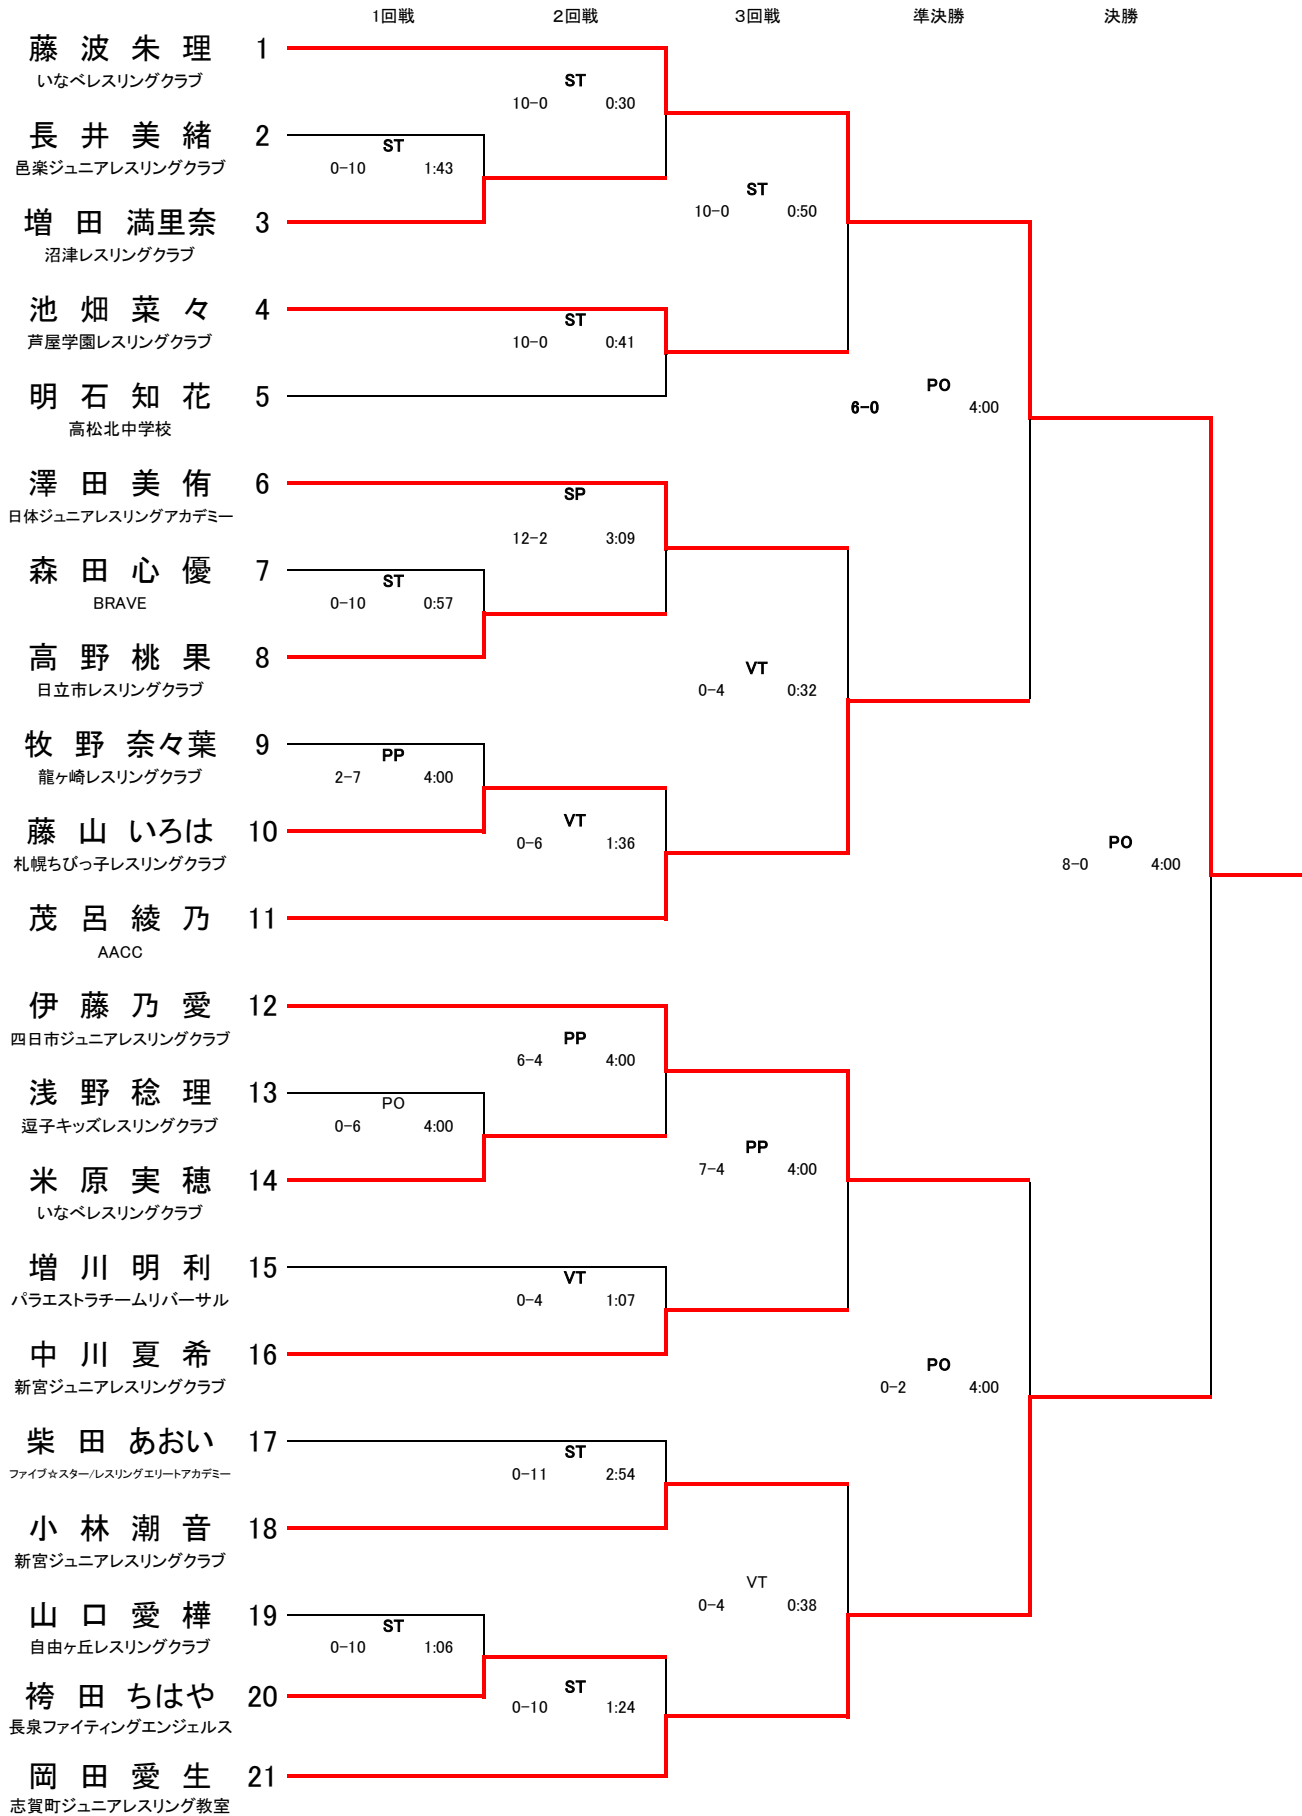 1回戦 2回戦 3回戦 準決勝 決勝
藤 波 朱 理 1
いなべレスリングクラブ
ST
10-0 0:30
長 井 美 緒 2
邑楽ジュニアレスリングクラブ
ST
0-10 1:43
増 田 満里奈 3
沼津レスリングクラブ
ST
10-0 0:50
池 畑 菜 々 4
芦屋学園レスリングクラブ
ST
10-0 0:41
明 石 知 花 5
高松北中学校
PO
6-0 4:00
澤 田 美 侑 6
日体ジュニアレスリングアカデミー
SP
12-2 3:09
森 田 心 優 7
BRAVE
ST
0-10 0:57
高 野 桃 果 8
日立市レスリングクラブ
VT
0-4 0:32
牧 野 奈々葉 9
龍ヶ崎レスリングクラブ
PP
2-7 4:00
藤 山 いろは 10
札幌ちびっ子レスリングクラブ
VT
0-6 1:36
PO
8-0 4:00
茂 呂 綾 乃 11
AACC
伊 藤 乃 愛 12
四日市ジュニアレスリングクラブ
PP
6-4 4:00
浅 野 稔 理 13
逗子キッズレスリングクラブ
PO
0-6 4:00
米 原 実 穂 14
いなべレスリングクラブ
PP
7-4 4:00
増 川 明 利 15
パラエストラチームリバーサル
VT
0-4 1:07
中 川 夏 希 16
新宮ジュニアレスリングクラブ
PO
0-2 4:00
柴 田 あおい 17
ファイブ☆スター/レスリングエリートアカデミー
ST
0-11 2:54
小 林 潮 音 18
新宮ジュニアレスリングクラブ
VT
0-4 0:38
山 口 愛 樺 19
自由ヶ丘レスリングクラブ
ST
0-10 1:06
袴 田 ちはや 20
長泉ファイティングエンジェルス
ST
0-10 1:24
岡 田 愛 生 21
志賀町ジュニアレスリング教室